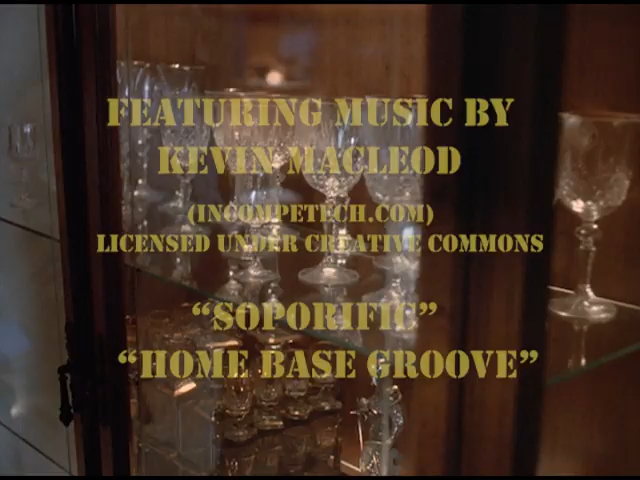 FEATURING MUSIC BY
KEVIN MACLEOD
(INCOMPETECH.COM)
LICENSED UNDER CREATIVE COMMONS
“SOPORIFIC”
“HOME BASE GROOVE”